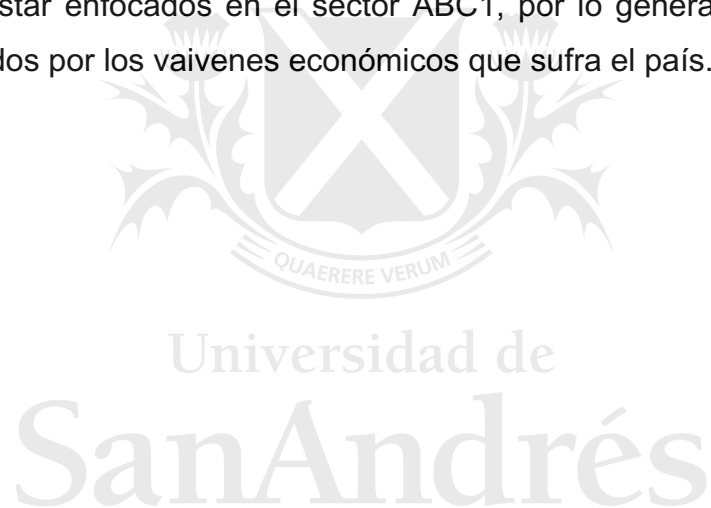 star enfocados en el sector ABC1, por lo genera
dos por los vaivenes económicos que sufra el país.
QUAERERE VERUM
Universidad de
SanAndrés